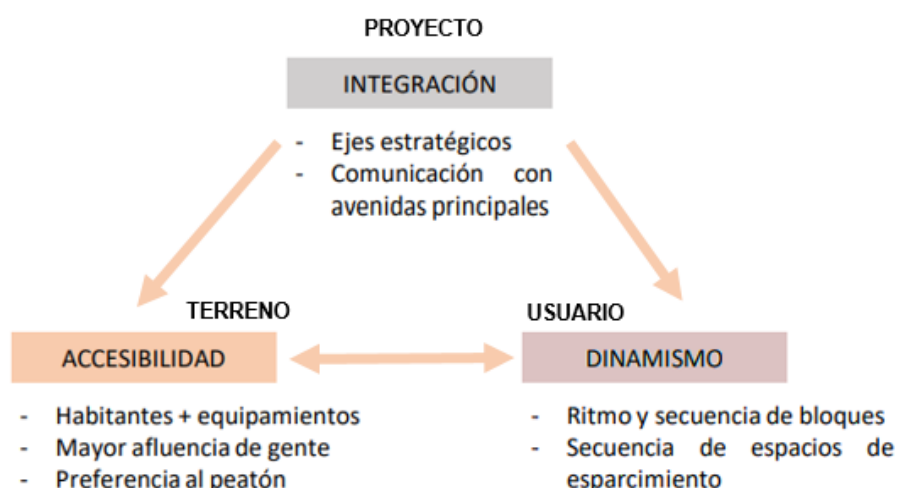 PROYECTO
INTEGRACIÓN
- Ejes estratégicos
- Comunicación con
avenidas principales
TERRENO
ACCESIBILIDAD
- Habitantes + equipamientos
- Mayor afluencia de gente
- Preferencia al peatón
USUARIO
DINAMISMO
- Ritmo y secuencia de bloques
- Secuencia de espacios de
esparcimiento